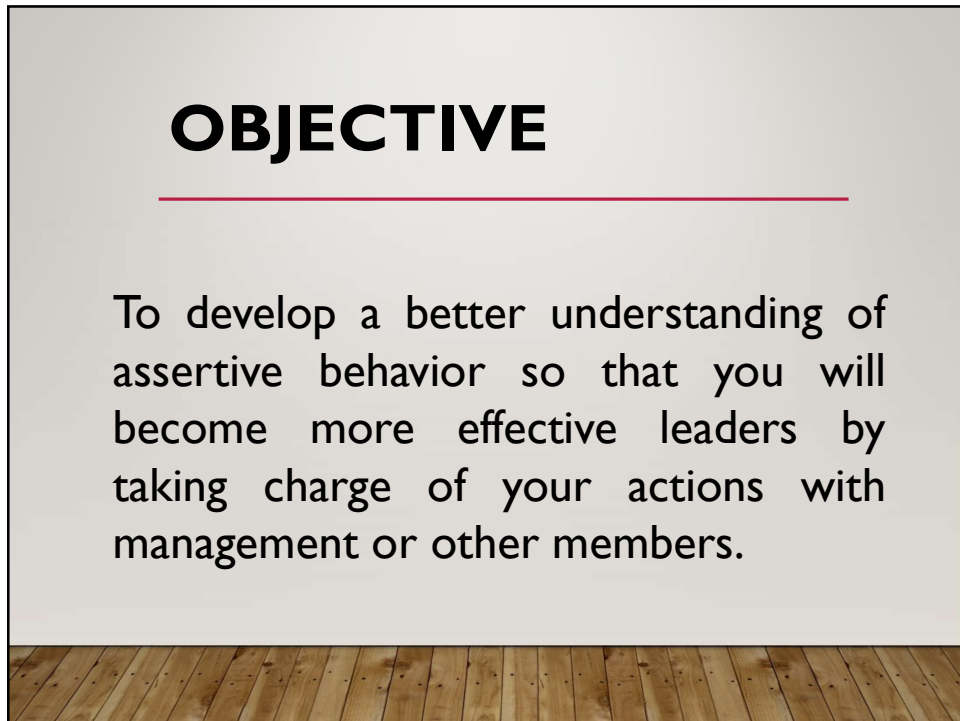 OBJECTIVE
To develop a better understanding of
assertive behavior so that you will
become more effective leaders by
taking charge of your actions with
management or other members.